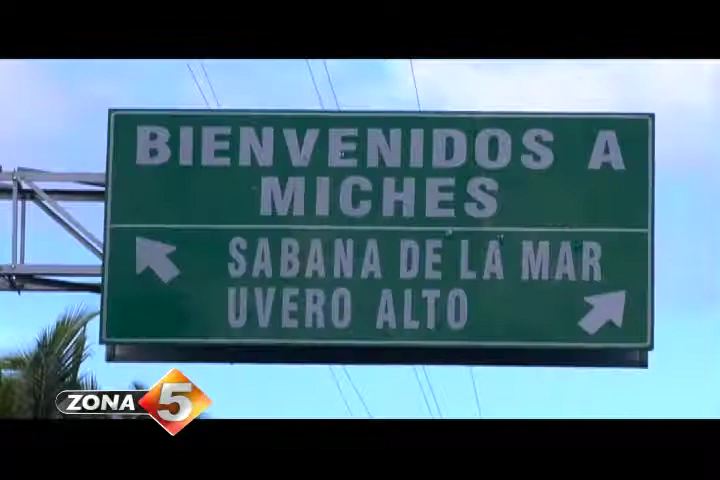 BIENVENIDOS A
MICHES
SABANA DE LA MAR
UVERO ALTO
ZONA 5